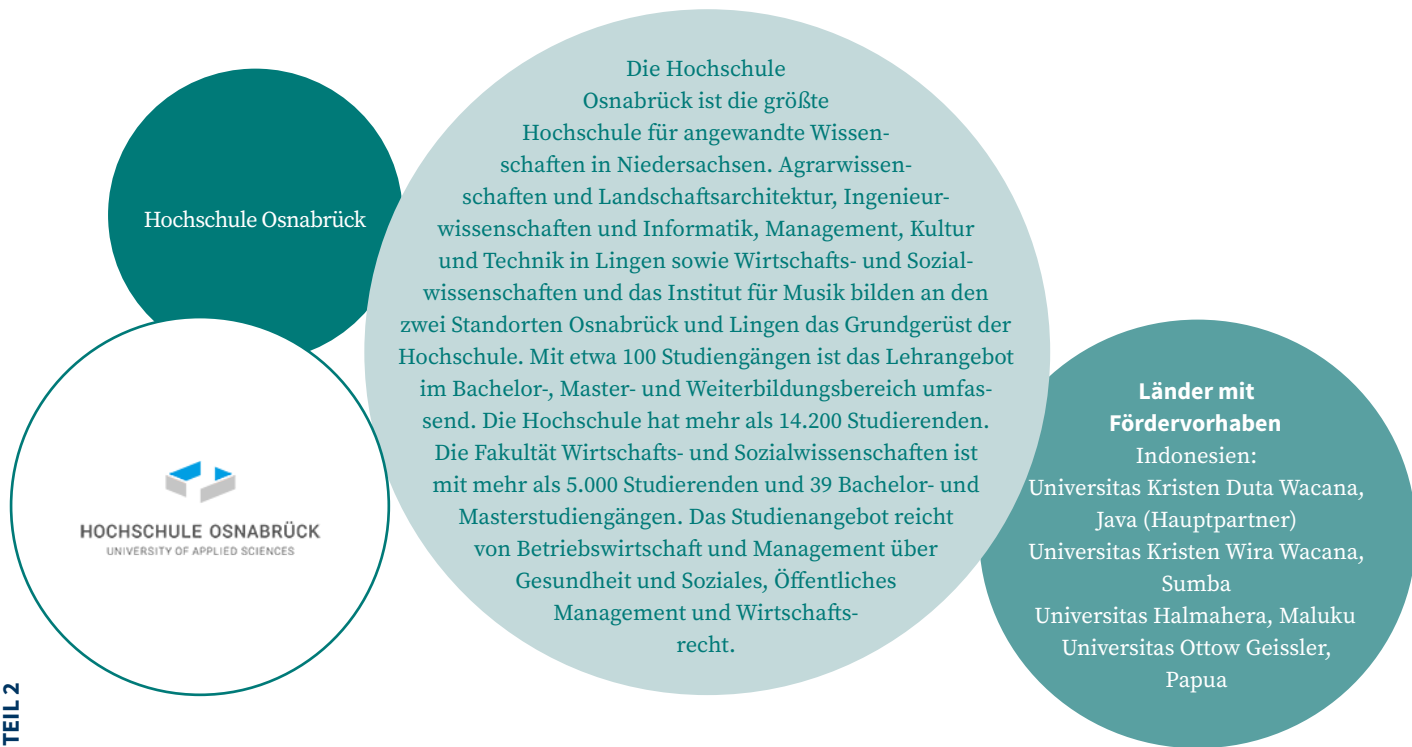 Hochschule Osnabrück
HOCHSCHULE OSNABRÜCK
UNIVERSITY OF APPLIED SCIENCES
Die Hochschule
Osnabrück ist die größte
Hochschule für angewandte Wissen-
schaften in Niedersachsen. Agrarwissen-
schaften und Landschaftsarchitektur, Ingenieur-
wissenschaften und Informatik, Management, Kultur
und Technik in Lingen sowie Wirtschafts- und Sozial-
wissenschaften und das Institut für Musik bilden an den
zwei Standorten Osnabrück und Lingen das Grundgerüst der
Hochschule. Mit etwa 100 Studiengängen ist das Lehrangebot
im Bachelor-, Master- und Weiterbildungsbereich umfas-
send. Die Hochschule hat mehr als 14.200 Studierenden.
Die Fakultät Wirtschafts- und Sozialwissenschaften ist
mit mehr als 5.000 Studierenden und 39 Bachelor- und
Masterstudiengängen. Das Studienangebot reicht
von Betriebswirtschaft und Management über
Gesundheit und Soziales, Öffentliches
Management und Wirtschafts-
recht.
Länder mit
Fördervorhaben
Indonesien:
Universitas Kristen Duta Wacana,
Java (Hauptpartner)
Universitas Kristen Wira Wacana,
Sumba
Universitas Halmahera, Maluku
Universitas Ottow Geissler,
Papua
TEIL 2